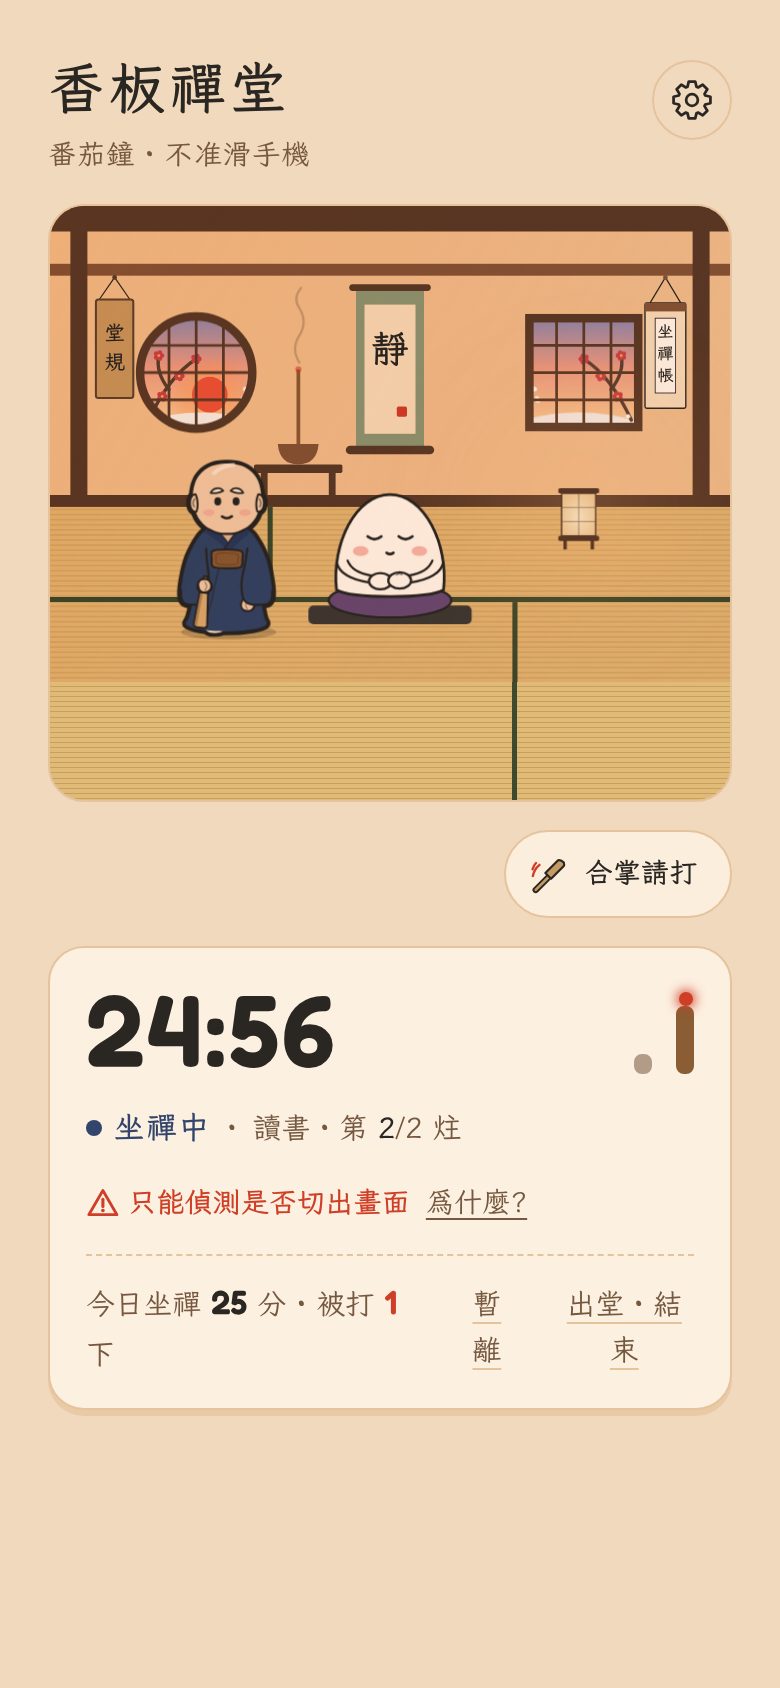 香板禪堂
番茄鐘・不准滑手機
堂規
靜
坐禪帳
合掌請打
24:56
坐禪中・讀書・第 2/2 炷
只能偵測是否切出畫面 為什麼?
今日坐禪 25 分・被打 1
下
暫
離
出堂・結
束